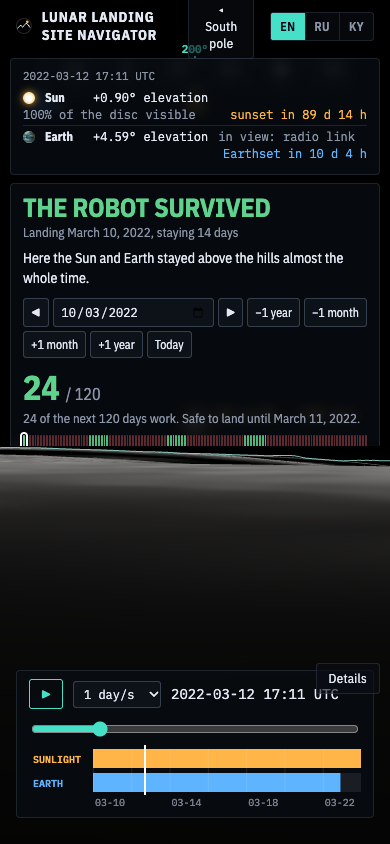 LUNAR LANDING
SITE NAVIGATOR
South
pole
EN RU KY
200°
2022-03-12 17:11 UTC
Sun +0.90° elevation
100% of the disc visible sunset in 89 d 14 h
Earth +4.59° elevation in view: radio link
Earthset in 10 d 4 h
THE ROBOT SURVIVED
Landing March 10, 2022, staying 14 days
Here the Sun and Earth stayed above the hills almost the
whole time.
◄ 10/03/2022 ► −1 year −1 month
+1 month +1 year Today
24 / 120
24 of the next 120 days work. Safe to land until March 11, 2022.
Details
1 day/s 2022-03-12 17:11 UTC
SUNLIGHT
EARTH
03-10 03-14 03-18 03-22